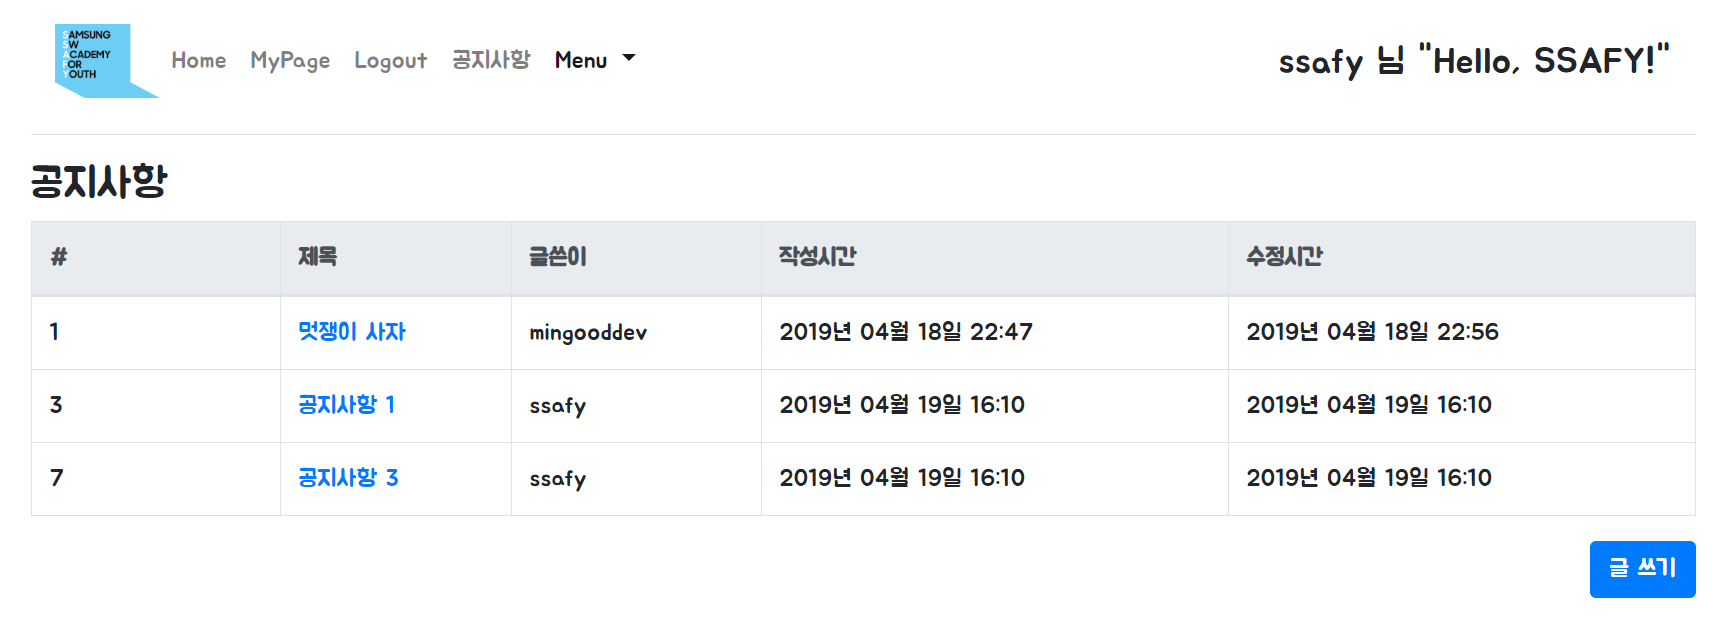 SAMSUNG
SW
ACADEMY
FOR
YOUTH
Home MyPage Logout 공지사항 Menu
ssafy 님 "Hello, SSAFY!"
공지사항
# 제목 글쓴이 작성시간 수정시간
1 멋쟁이 사자 mingooddev 2019년 04월 18일 22:47 2019년 04월 18일 22:56
3 공지사항 1 ssafy 2019년 04월 19일 16:10 2019년 04월 19일 16:10
7 공지사항 3 ssafy 2019년 04월 19일 16:10 2019년 04월 19일 16:10
글 쓰기